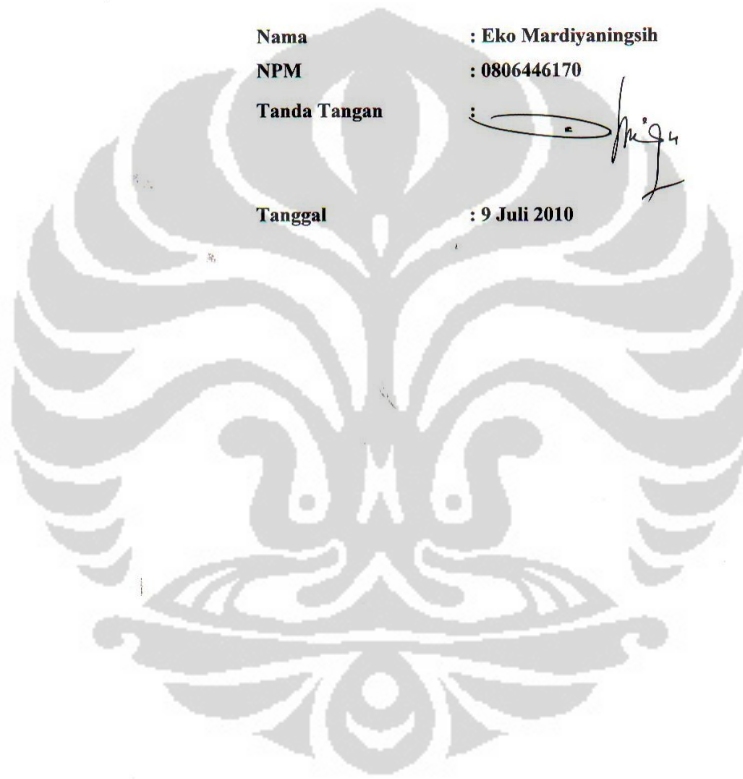 Nama : Eko Mardiyaningsih
NPM : 0806446170
Tanda Tangan :
Tanggal : 9 Juli 2010